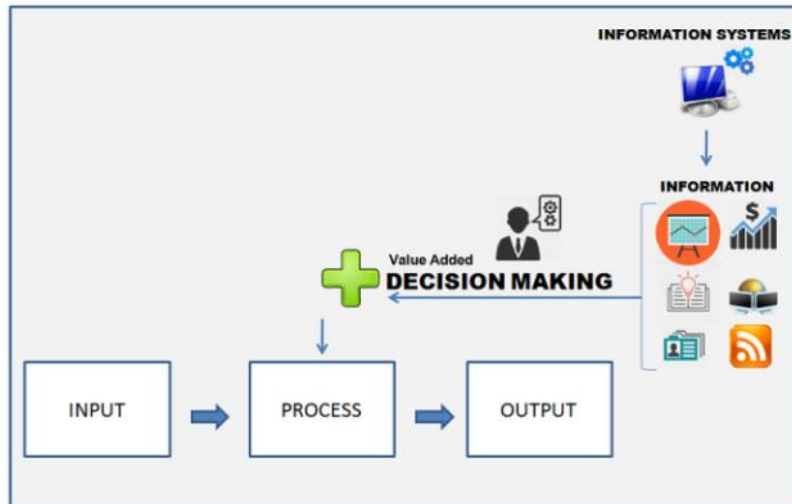 INFORMATION SYSTEMS
INFORMATION
$
Value Added
DECISION MAKING
INPUT
PROCESS
OUTPUT